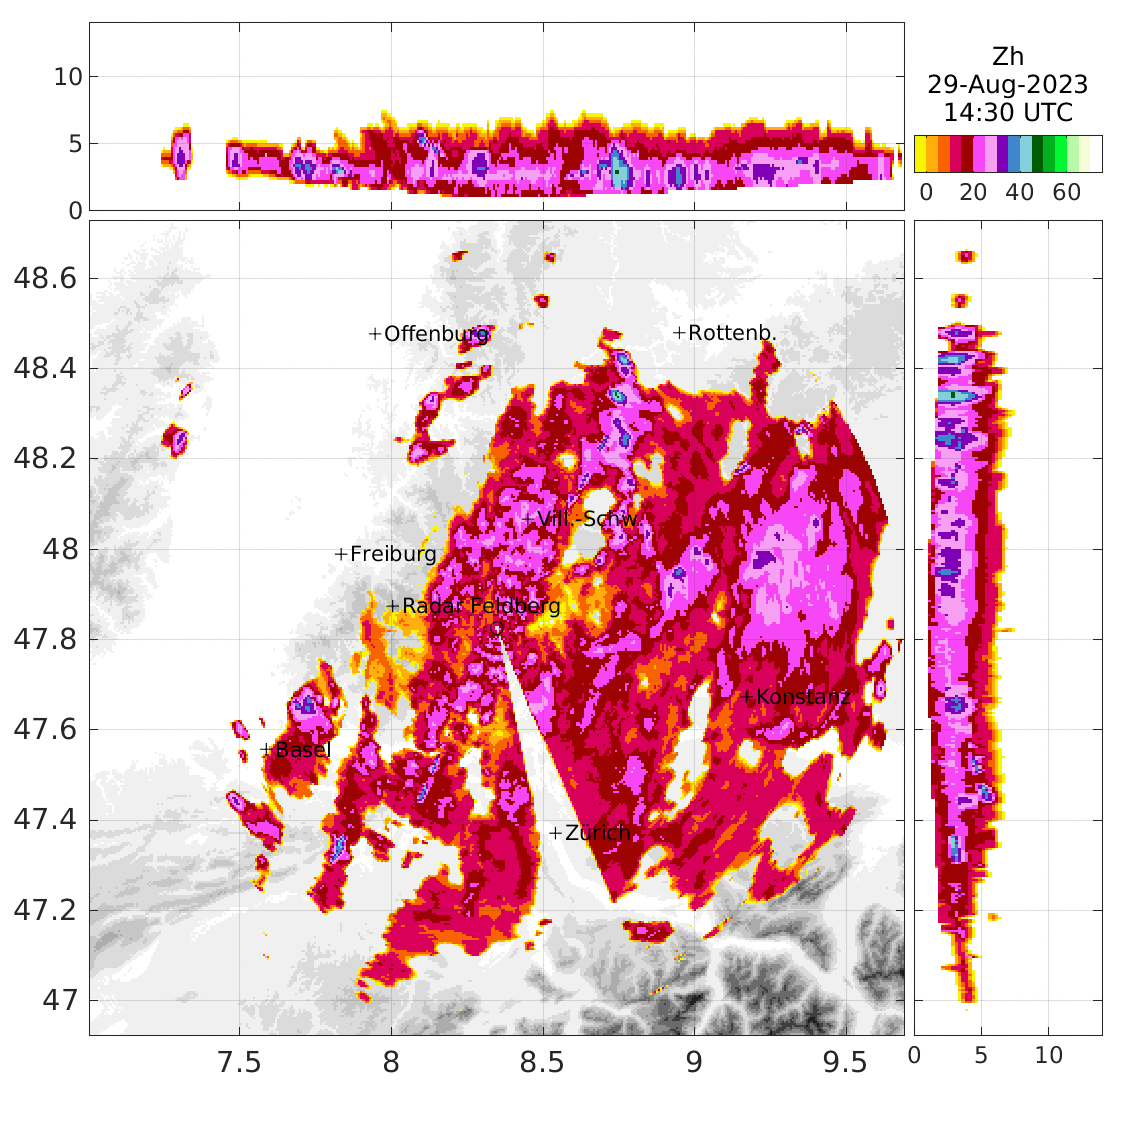 10
5
0
Zh
29-Aug-2023
14:30 UTC
0 20 40 60
48.6
48.4
48.2
48
47.8
47.6
47.4
47.2
47
+Offenburg
+Rottenb.
+Vill.-Schw.
+Freiburg
+Radar Feldberg
+Konstanz
+Basel
+Zürich
7.5 8 8.5 9 9.5
0 5 10